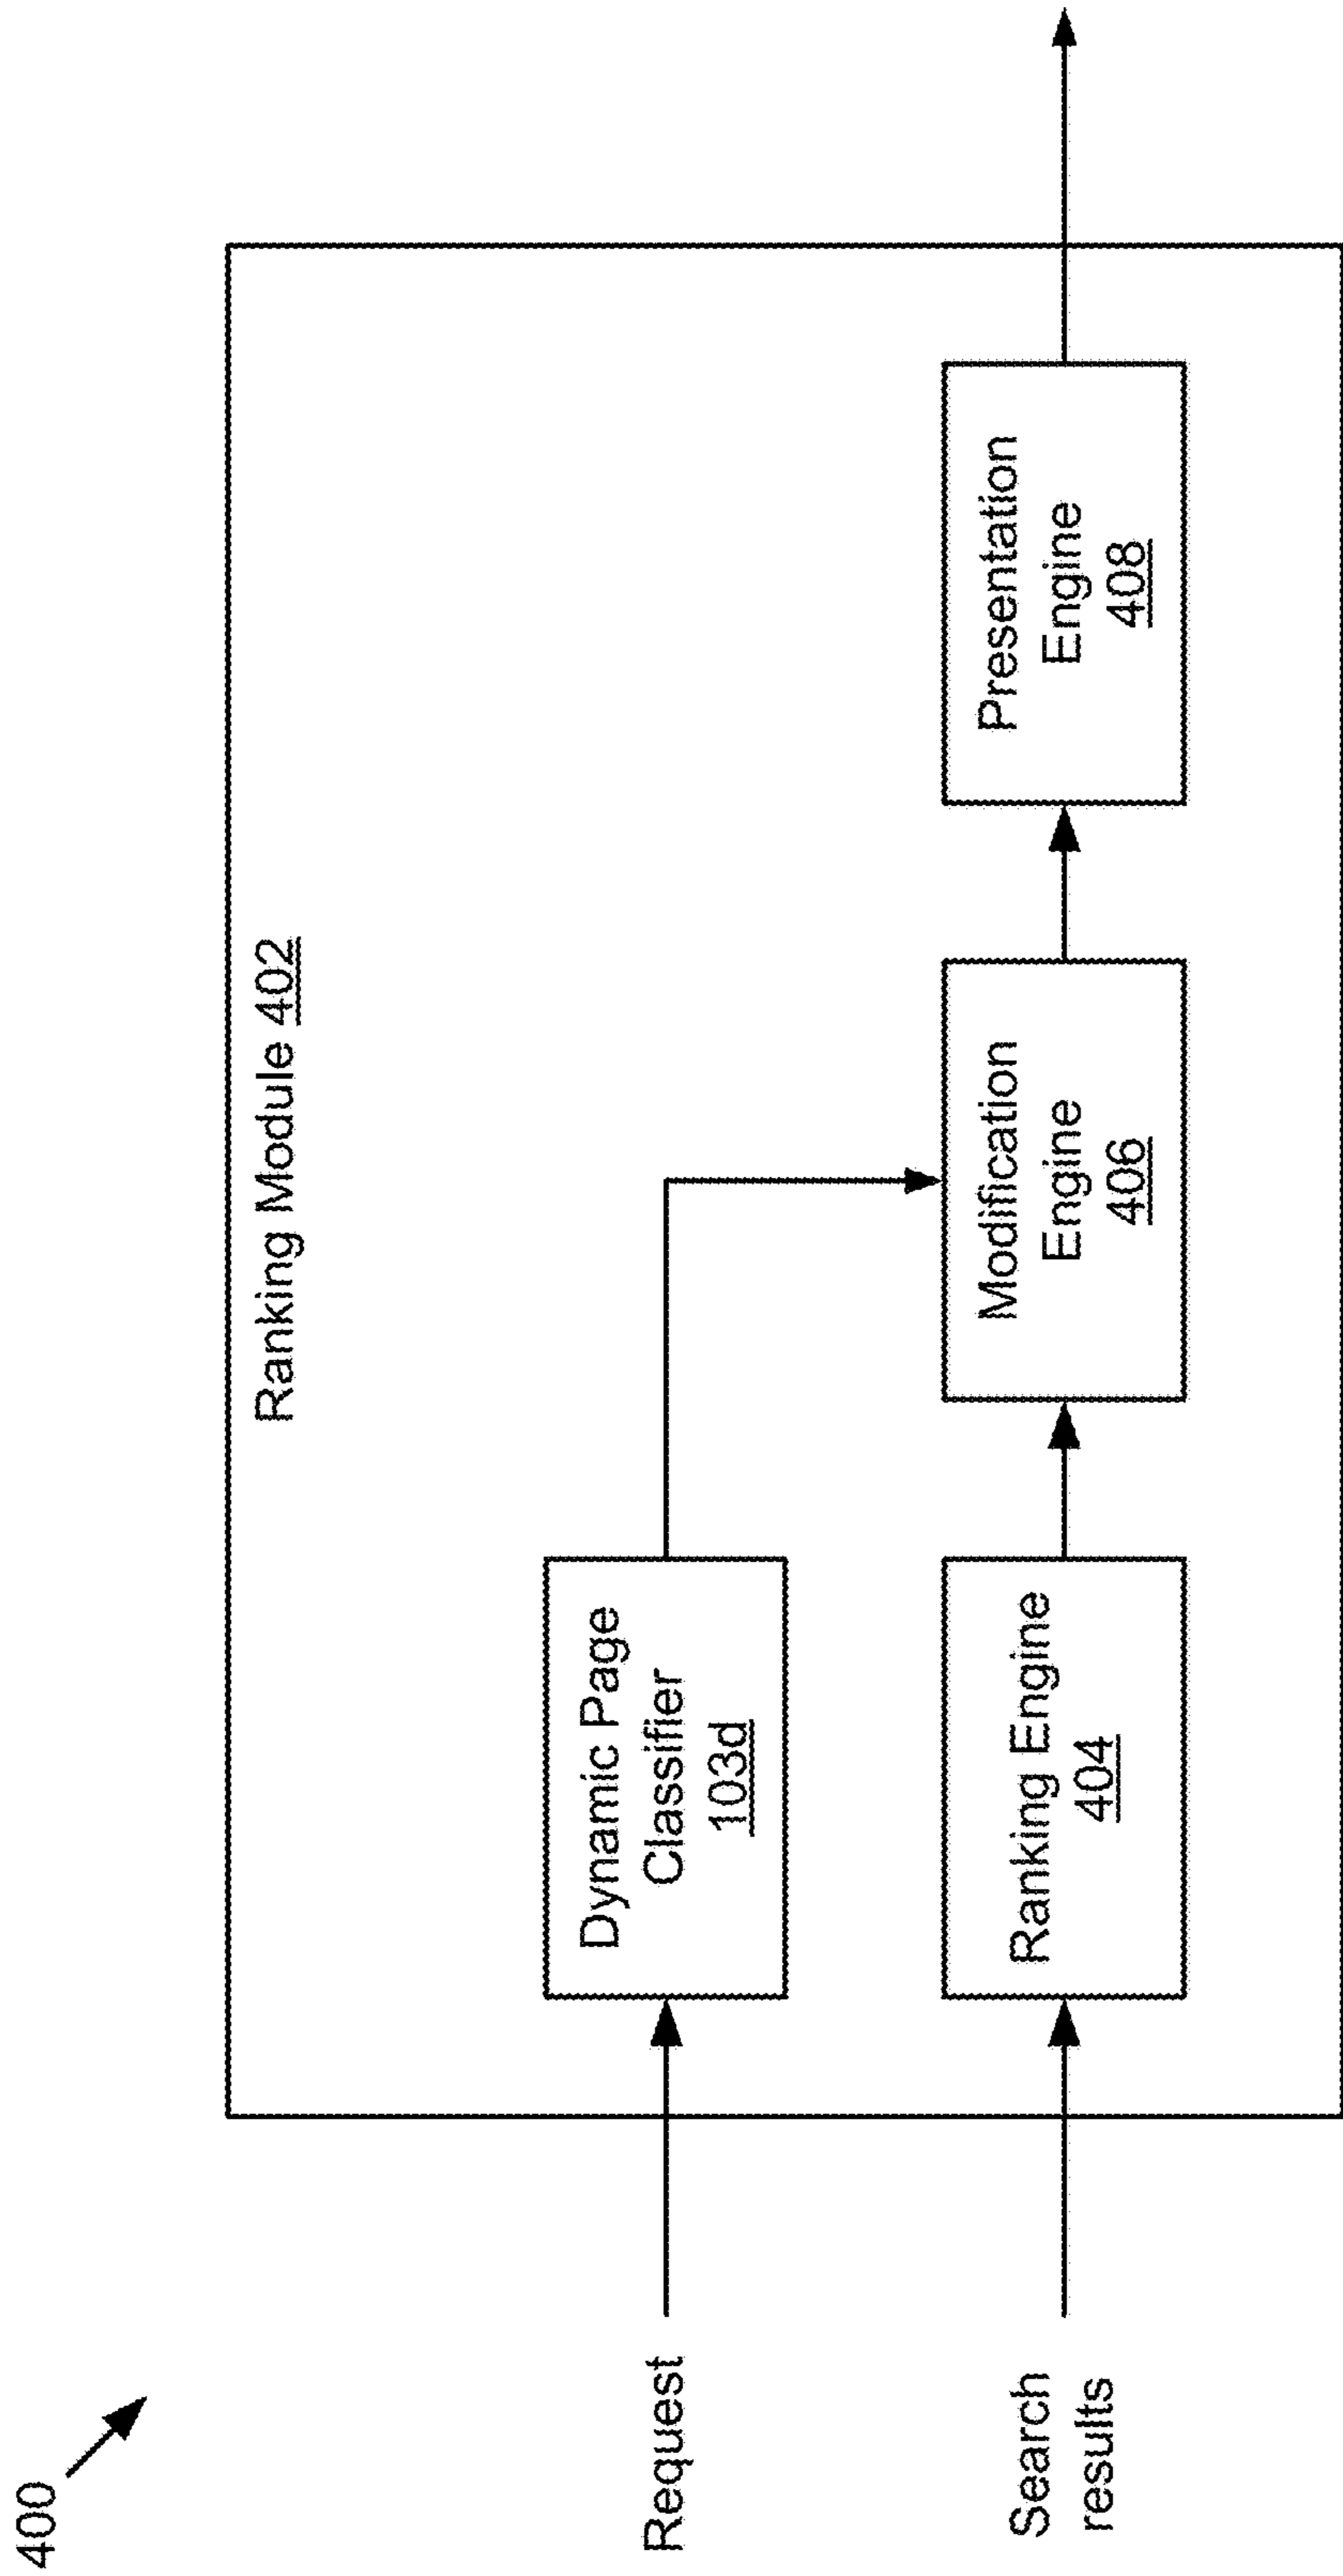 400
Ranking Module 402
Request
Dynamic Page
Classifier
103d
Search
results
Ranking Engine
404
Modification
Engine
406
Presentation
Engine
408